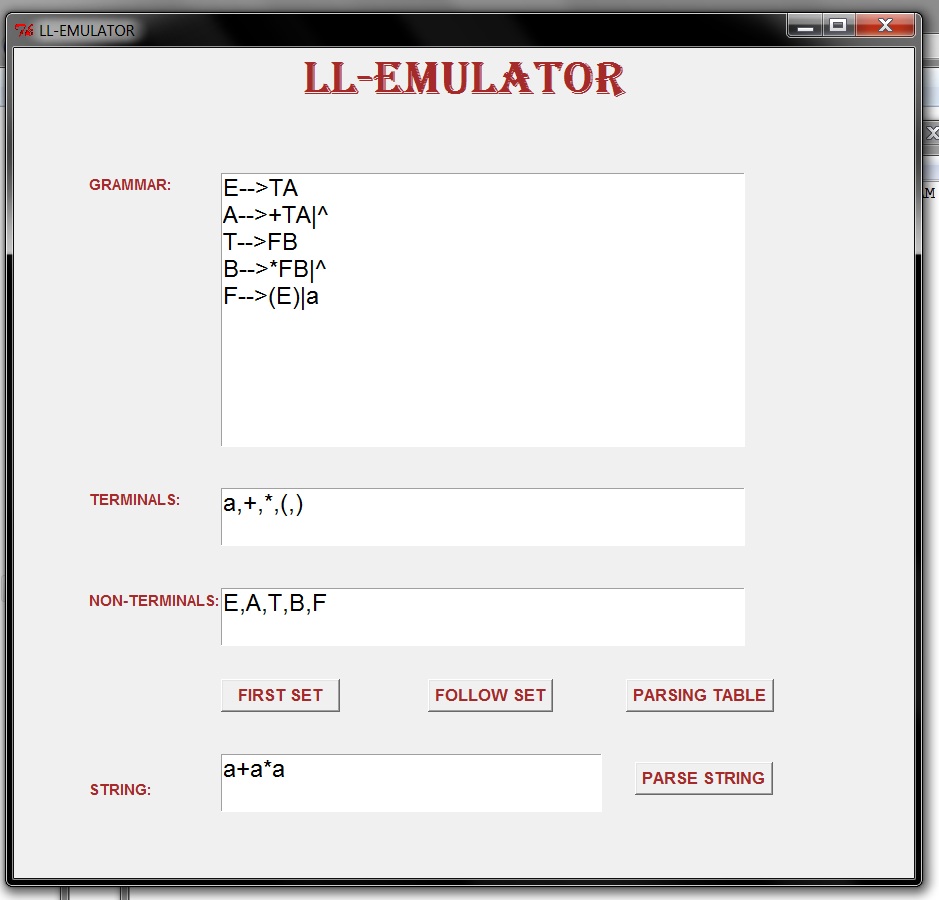 LL-EMULATOR
LL-EMULATOR
GRAMMAR:
E-->TA
A-->+TA|^
T-->FB
B-->*FB|^
F-->(E)|a
TERMINALS:
a,+,*,(,)
NON-TERMINALS:
E,A,T,B,F
FIRST SET
FOLLOW SET
PARSING TABLE
STRING:
a+a*a
PARSE STRING